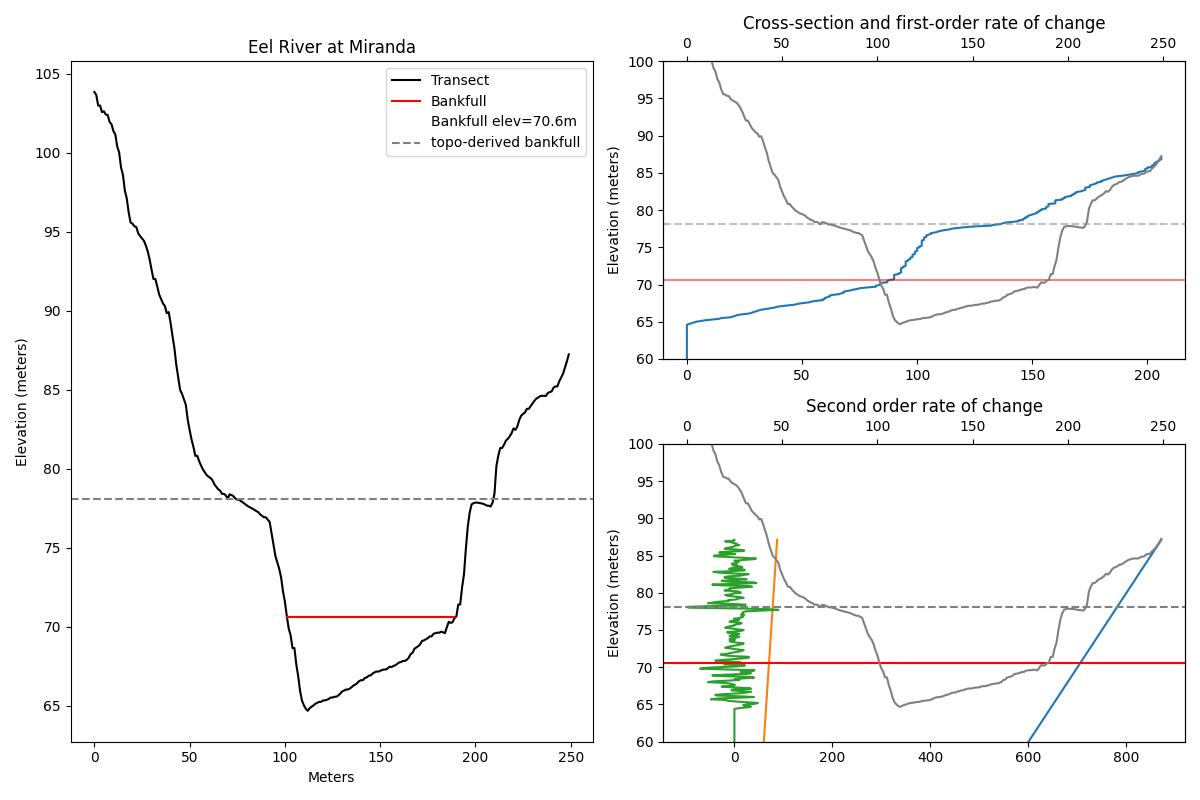 Eel River at Miranda
Transect
Bankfull
Bankfull elev=70.6m
topo-derived bankfull
Elevation (meters)
105
100
95
90
85
80
75
70
65
0 50 100 150 200 250
Meters
Cross-section and first-order rate of change
0 50 100 150 200 250
Elevation (meters)
100
95
90
85
80
75
70
65
60
0 50 100 150 200
Second order rate of change
0 50 100 150 200 250
Elevation (meters)
100
95
90
85
80
75
70
65
60
0 200 400 600 800